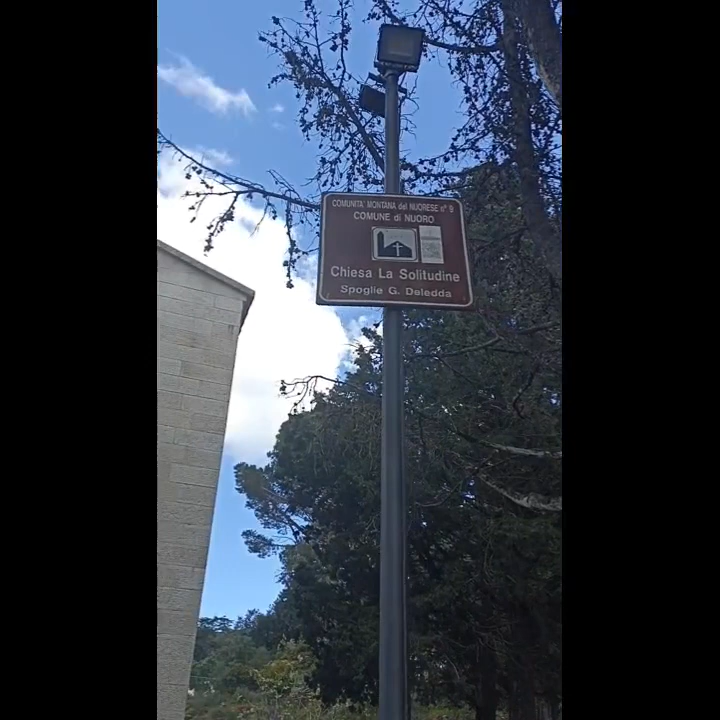 COMUNITA' MONTANA del NUORESE n° 9
COMUNE di NUORO
Chiesa La Solitudine
Spoglie G. Deledda